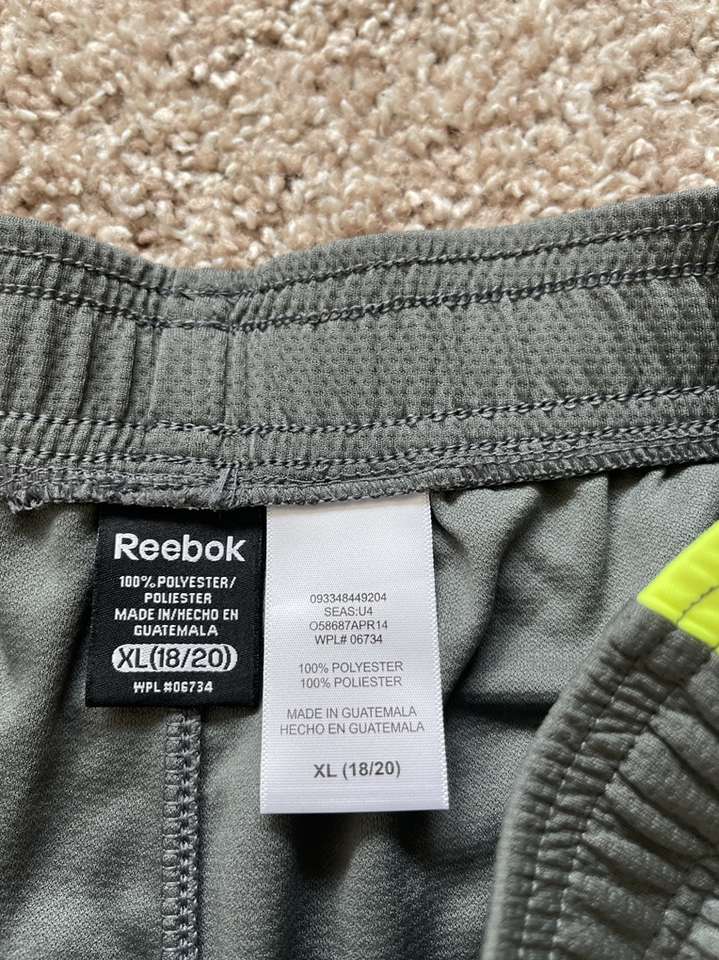 Reebok
100% POLYESTER/
POLIESTER
MADE IN/HECHO EN
GUATEMALA
XL(18/20)
WPL #06734
093348449204
SEAS:U4
O58687APR14
WPL# 06734
100% POLYESTER
100% POLIESTER
MADE IN GUATEMALA
HECHO EN GUATEMALA
XL (18/20)